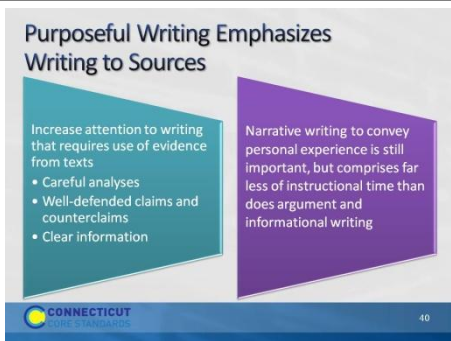 Purposeful Writing Emphasizes
Writing to Sources
Increase attention to writing
that requires use of evidence
from texts
• Careful analyses
• Well-defended claims and
counterclaims
• Clear information
Narrative writing to convey
personal experience is still
important, but comprises far
less of instructional time than
does argument and
informational writing
CONNECTICUT
CORE STANDARDS
40